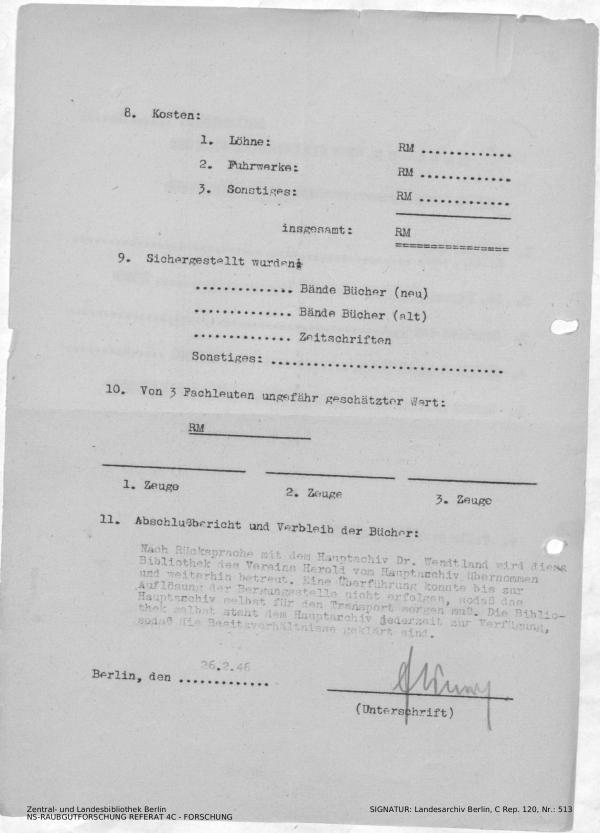 8. Kosten:
1. Löhne: RM .............
2. Fuhrwerke: RM .............
3. Sonstiges: RM .............
insgesamt: RM
================
9. Sichergestellt wurden:
.............. Bände Bücher (neu)
.............. Bände Bücher (alt)
.............. Zeitschriften
Sonstiges: .................................
10. Von 3 Fachleuten ungefähr geschätzter Wert:
RM
1. Zeuge 2. Zeuge 3. Zeuge
11. Abschlußbericht und Verbleib der Bücher:
Nach Rücksprache mit dem Hauptachiv Dr. Wendtland wird diese
Bibliothek des Vereins Herold vom Hauptarchiv übernommen
und weiterhin betreut. Eine Überführung konnte bis zur
Auflösung der Bergungsstelle nicht erfolgen, sodaß das
Hauptarchiv selbst für den Transport sorgen muß. Die Biblio-
thek selbst steht dem Hauptarchiv jederzeit zur Verfügung,
sodaß die Besitzverhältnisse geklärt sind.
26.2.46
Berlin, den .............
(Unterschrift)
Zentral- und Landesbibliothek Berlin
NS-RAUBGUTFORSCHUNG REFERAT 4C - FORSCHUNG
SIGNATUR: Landesarchiv Berlin, C Rep. 120, Nr.: 513